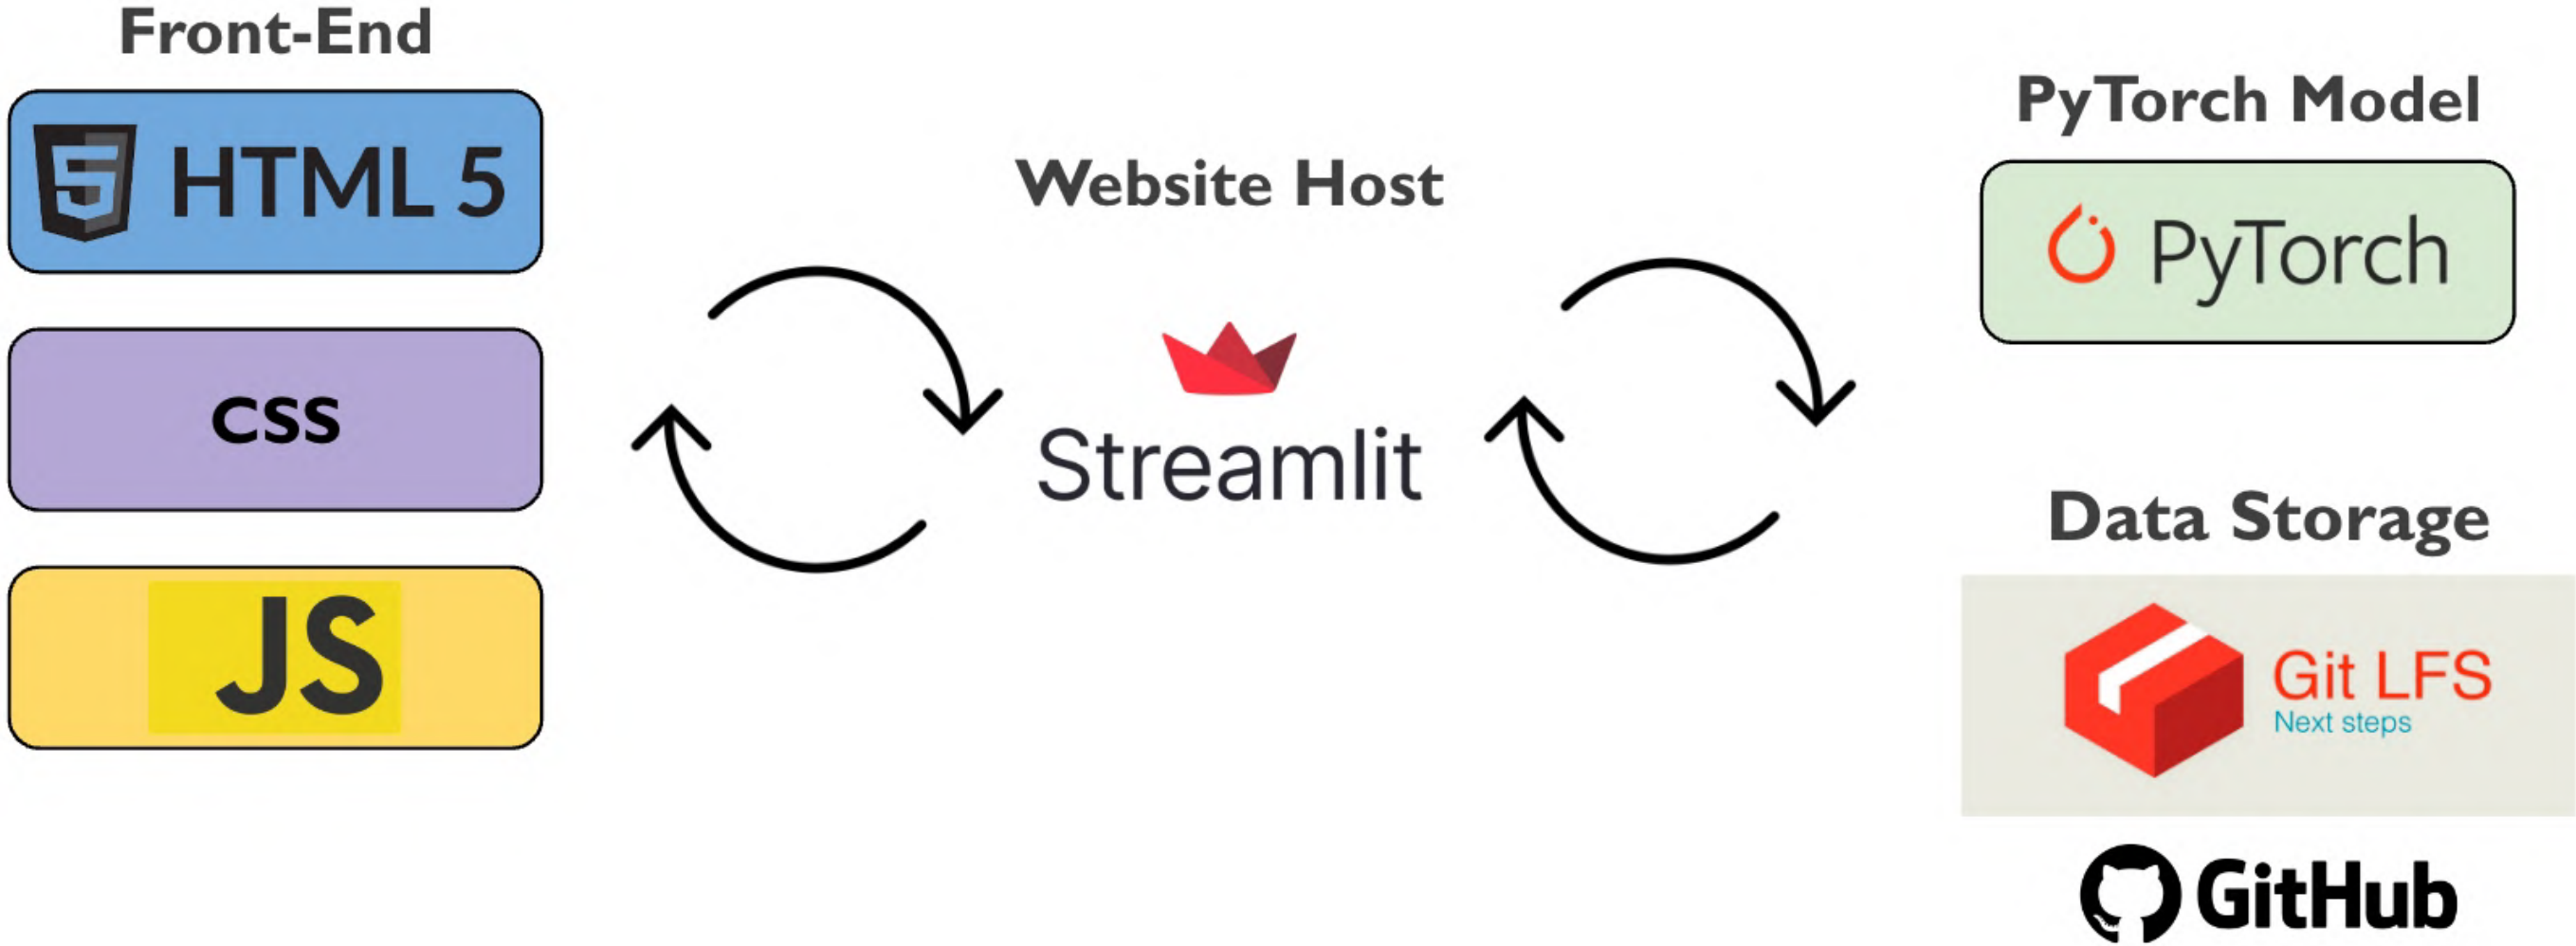 Front-End
HTML 5
CSS
JS
Website Host
Streamlit
PyTorch Model
PyTorch
Data Storage
Git LFS
Next steps
GitHub